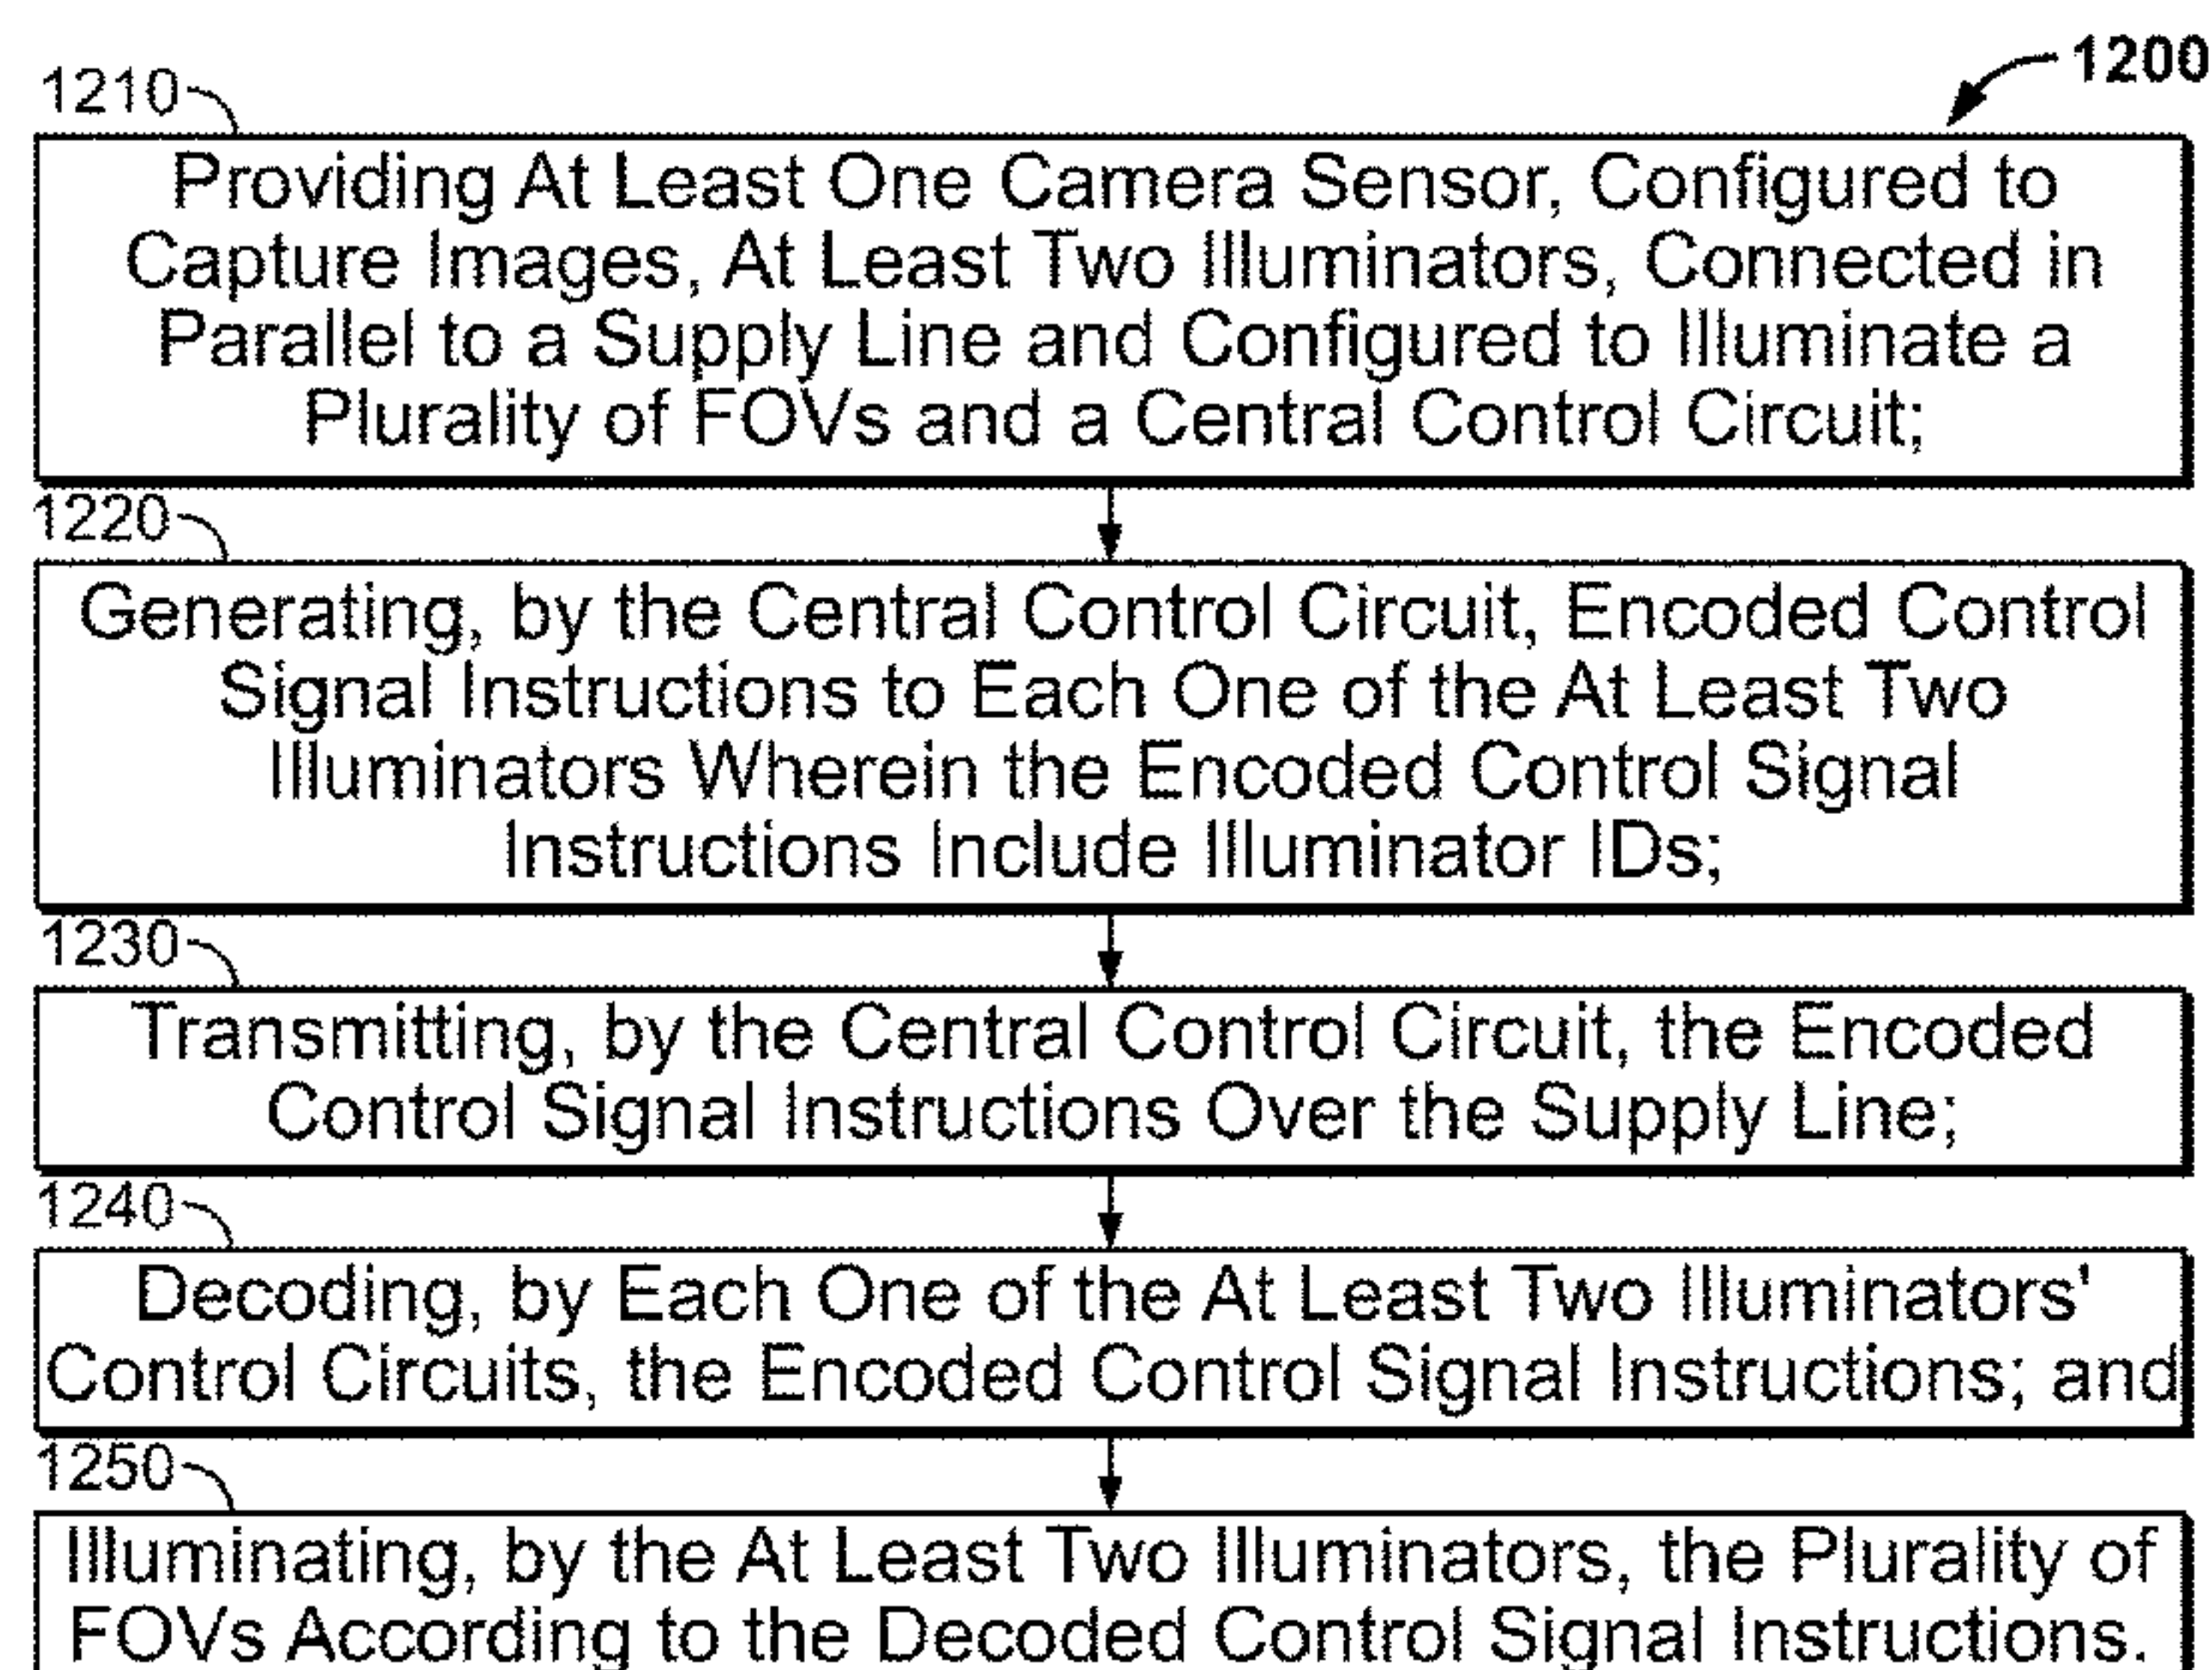 1200
1210
Providing At Least One Camera Sensor, Configured to
Capture Images, At Least Two Illuminators, Connected in
Parallel to a Supply Line and Configured to Illuminate a
Plurality of FOVs and a Central Control Circuit;
1220
Generating, by the Central Control Circuit, Encoded Control
Signal Instructions to Each One of the At Least Two
Illuminators Wherein the Encoded Control Signal
Instructions Include Illuminator IDs;
1230
Transmitting, by the Central Control Circuit, the Encoded
Control Signal Instructions Over the Supply Line;
1240
Decoding, by Each One of the At Least Two Illuminators'
Control Circuits, the Encoded Control Signal Instructions; and
1250
Illuminating, by the At Least Two Illuminators, the Plurality of
FOVs According to the Decoded Control Signal Instructions.